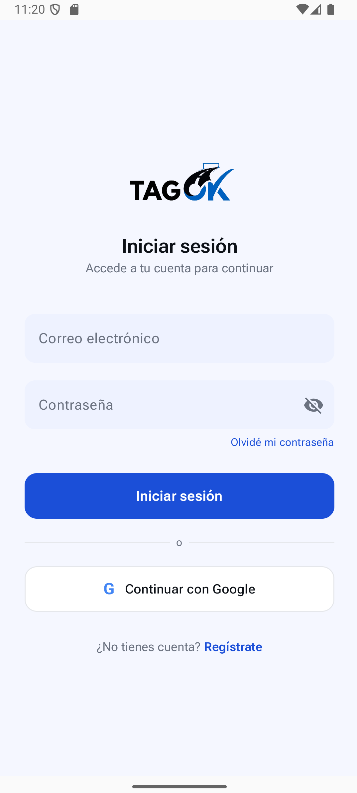 11:20
TAGOK
Iniciar sesión
Accede a tu cuenta para continuar
Correo electrónico
Contraseña
Olvidé mi contraseña
Iniciar sesión
o
G Continuar con Google
¿No tienes cuenta? Regístrate